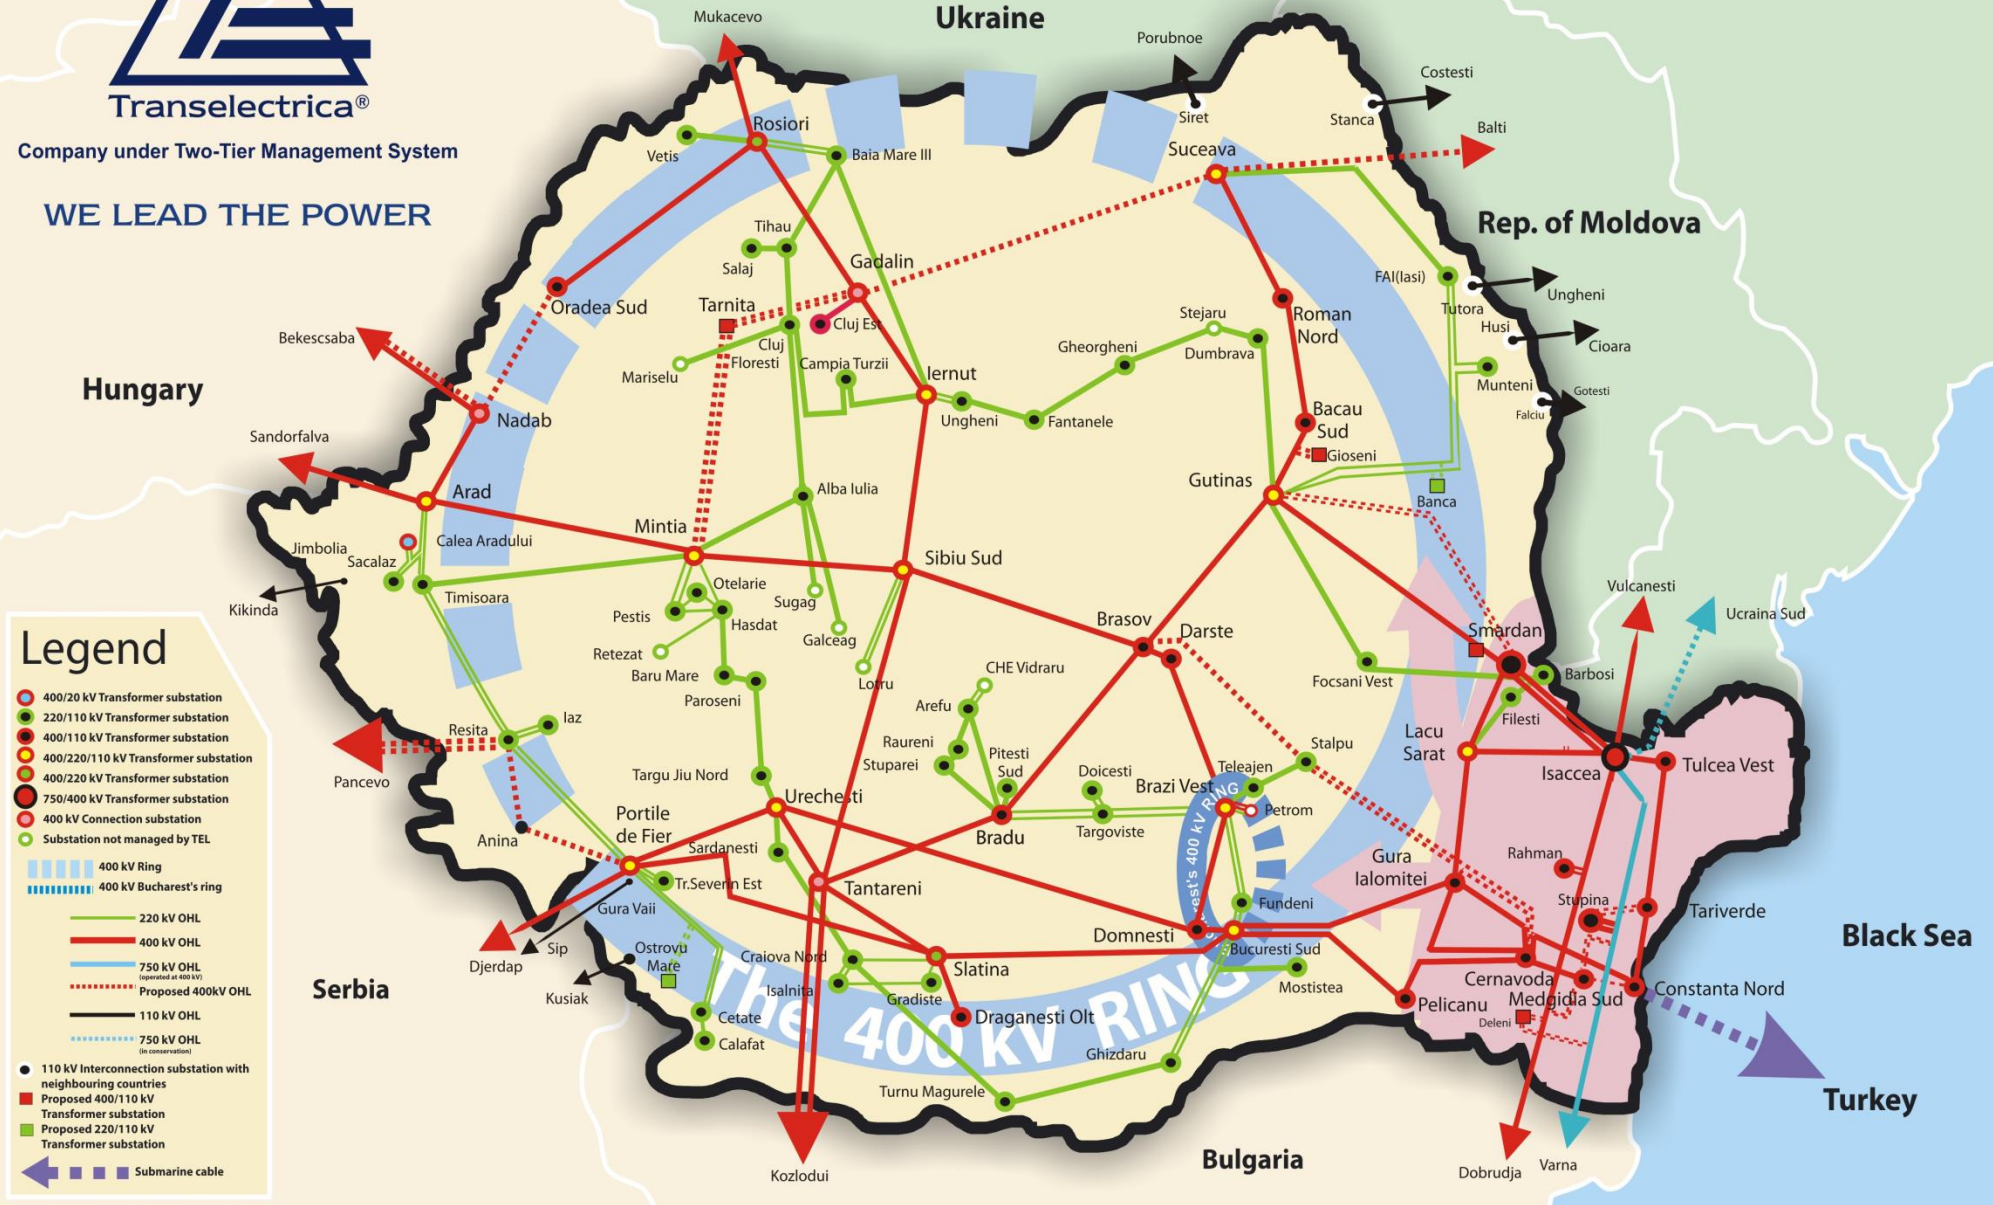 Transelectrica®
Company under Two-Tier Management System
WE LEAD THE POWER
Ukraine
Rep. of Moldova
Hungary
Serbia
Bulgaria
Black Sea
Turkey
Mukacevo
Porubnoe
Siret
Costesti
Stanca
Balti
Suceava
Rosiori
Vetis
Baia Mare III
Tihau
Salaj
Gadalin
Tarnita
Oradea Sud
Cluj Est
Cluj
Floresti
Mariselu
Campia Turzii
Iernut
Ungheni
Fantanele
Gheorgheni
Stejaru
Dumbrava
Roman
Nord
FAI(Iasi)
Tutora
Ungheni
Husi
Cioara
Munteni
Gotesti
Falciu
Bacau
Sud
Gioseni
Gutinas
Banca
Bekescsaba
Nadab
Sandorfalva
Arad
Calea Aradului
Jimbolia
Sacalaz
Timisoara
Kikinda
Mintia
Alba Iulia
Sibiu Sud
Otelarie
Pestis
Hasdat
Sugag
Galceag
Retezat
Baru Mare
Paroseni
Lotru
Brasov
Darste
Smardan
Vulcanesti
Ucraina Sud
Focsani Vest
Barbosi
Filesti
Lacu
Sarat
Isaccea
Tulcea Vest
CHE Vidraru
Arefu
Raureni
Stuparei
Pitesti
Sud
Resita
Iaz
Pancevo
Anina
Targu Jiu Nord
Urechesti
Portile
de Fier
Sardanesti
Tr.Severin Est
Gura Vaii
Bradu
Doicesti
Targoviste
Brazi Vest
Teleajen
Stalpu
Petrom
Gura
Ialomitei
Rahman
Stupina
Tariverde
Tantareni
Fundeni
Domnesti
Bucuresti Sud
Mostistea
Djerdap
Sip
Ostrovu
Mare
Kusiak
Craiova Nord
Isalnita
Slatina
Gradiste
Draganesti Olt
Cetate
Calafat
Turnu Magurele
Ghizdaru
Pelicanu
Cernavoda
Medgidia Sud
Deleni
Constanta Nord
Kozlodui
Dobrudja
Varna
The 400 kV RING
rest's 400 kV RING
Legend
400/20 kV Transformer substation
220/110 kV Transformer substation
400/110 kV Transformer substation
400/220/110 kV Transformer substation
400/220 kV Transformer substation
750/400 kV Transformer substation
400 kV Connection substation
Substation not managed by TEL
400 kV Ring
400 kV Bucharest's ring
220 kV OHL
400 kV OHL
750 kV OHL
(operated at 400 kV)
Proposed 400kV OHL
110 kV OHL
750 kV OHL
(in conservation)
110 kV Interconnection substation with
neighbouring countries
Proposed 400/110 kV
Transformer substation
Proposed 220/110 kV
Transformer substation
Submarine cable